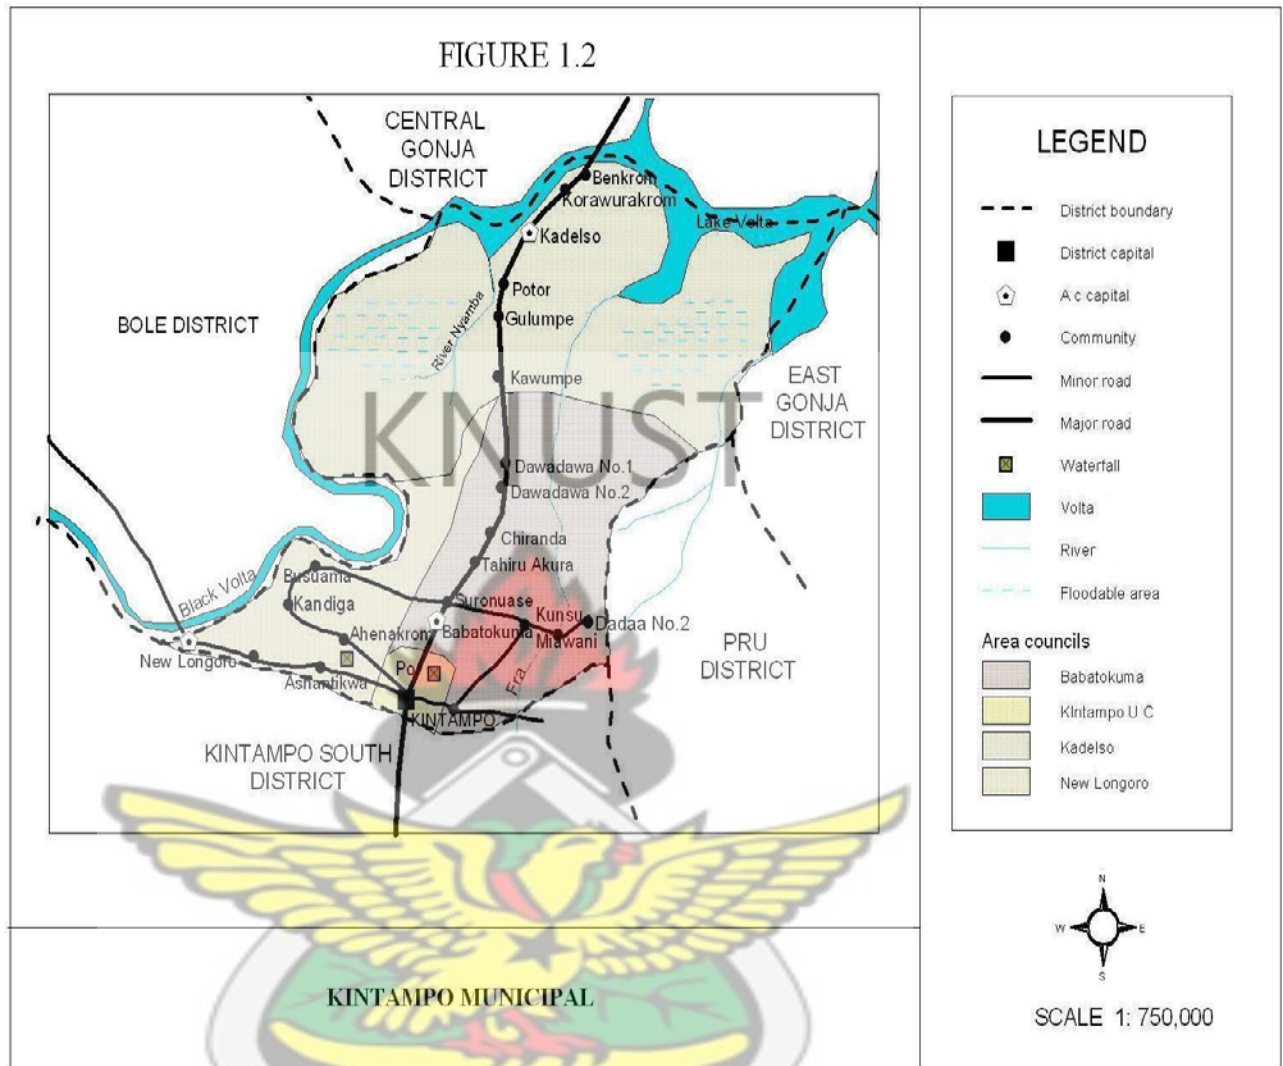 FIGURE 1.2
CENTRAL
GONJA
DISTRICT
Benkrom
Korawurakrom
Lake Volta
Kadelso
Potor
BOLE DISTRICT
River Nyamba
Gulumpe
Kawumpe
EAST
GONJA
DISTRICT
KNUST
Dawadawa No.1
Dawadawa No.2
Chiranda
Tahiru Akura
Busuama
Black Volta
Kandiga
Suronuase
Kunsu
Dadaa No.2
Ahenakrom
Babatokuma
Miawani
PRU
DISTRICT
New Longoro
Po
Ashantikwa
Fra
KINTAMPO
KINTAMPO SOUTH
DISTRICT
KINTAMPO MUNICIPAL
LEGEND
District boundary
District capital
A c capital
Community
Minor road
Major road
Waterfall
Volta
River
Floodable area
Area councils
Babatokuma
KIntampo U C
Kadelso
New Longoro
N
W E
S
SCALE 1: 750,000